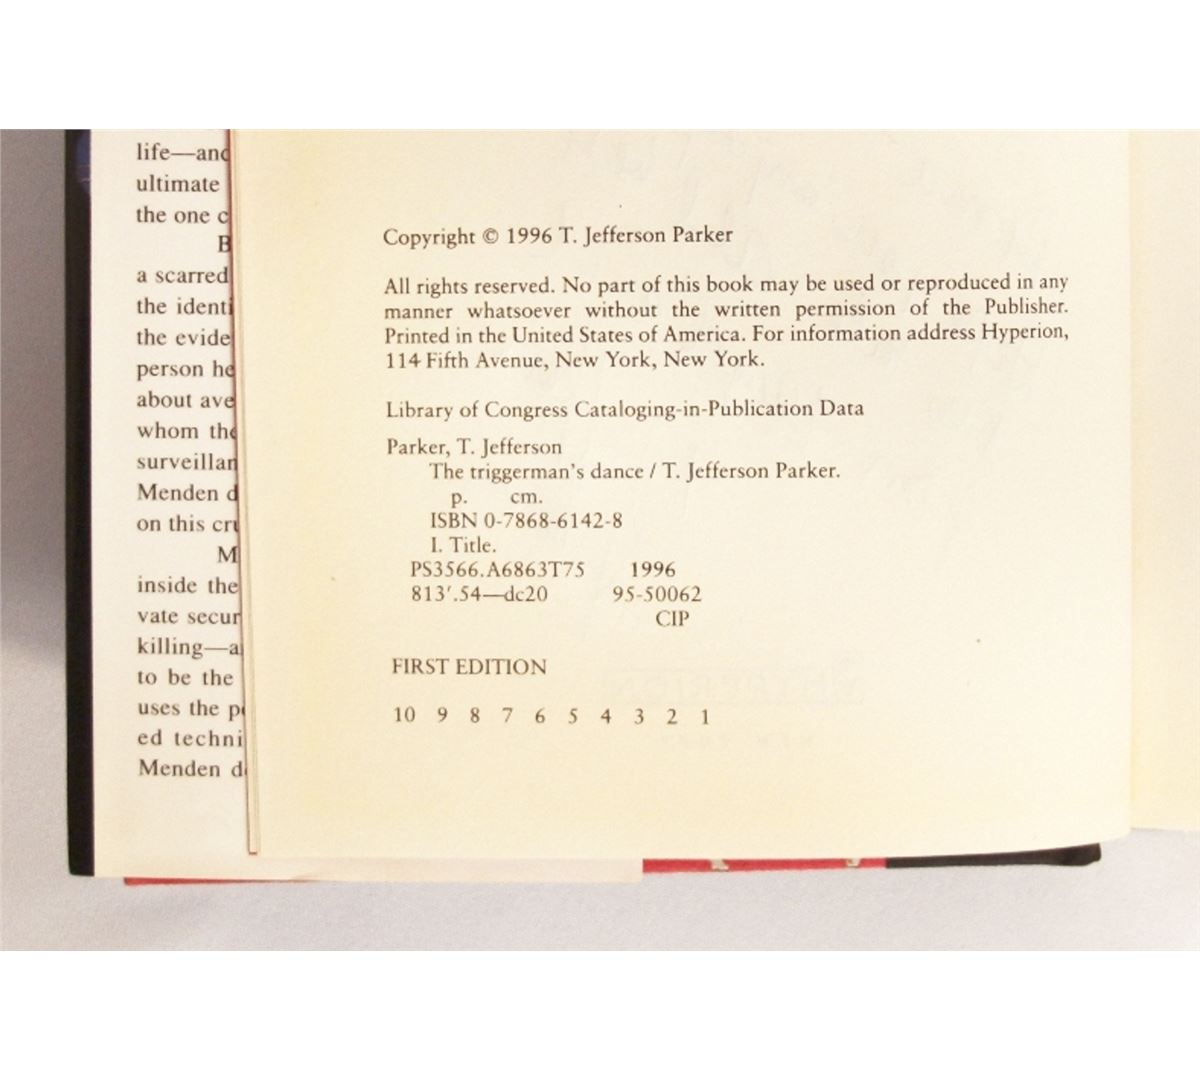 life—and
ultimate
the one c
B
a scarred
the identi
the evide
person he
about ave
whom the
surveillan
Menden d
on this cru
M
inside the
vate secur
killing—a
to be the
uses the p
ed techni
Menden d
Copyright © 1996 T. Jefferson Parker
All rights reserved. No part of this book may be used or reproduced in any
manner whatsoever without the written permission of the Publisher.
Printed in the United States of America. For information address Hyperion,
114 Fifth Avenue, New York, New York.
Library of Congress Cataloging-in-Publication Data
Parker, T. Jefferson
The triggerman's dance / T. Jefferson Parker.
p. cm.
ISBN 0-7868-6142-8
I. Title.
PS3566.A6863T75 1996
813'.54—dc20 95-50062
CIP
FIRST EDITION
10 9 8 7 6 5 4 3 2 1